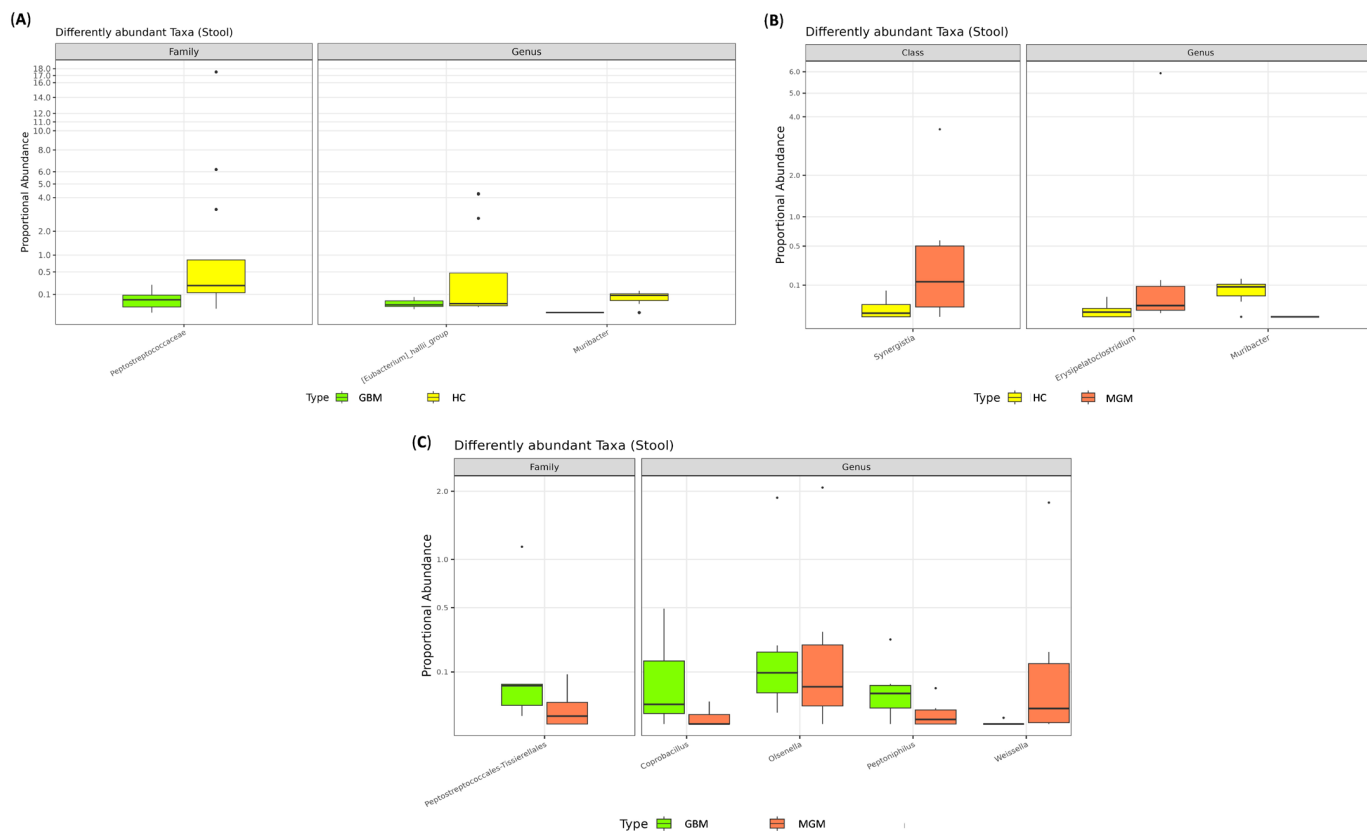 (A)
Differently abundant Taxa (Stool)
Family
Genus
Proportional Abundance
18.0
17.0
16.0
14.0
12.0
11.0
10.0
8.0
6.0
5.0
4.0
2.0
1.0
0.5
0.1
Peptostreptococcaceae
[Eubacterium]_hallii_group
Muribacter
Type GBM HC
(B)
Differently abundant Taxa (Stool)
Class
Genus
Proportional Abundance
6.0
5.0
4.0
2.0
1.0
0.5
0.1
Synergistia
Erysipelatoclostridium
Muribacter
Type HC MGM
(C)
Differently abundant Taxa (Stool)
Family
Genus
Proportional Abundance
2.0
1.0
0.5
0.1
Peptostreptococcales-Tissierellales
Coprobacillus
Olsenella
Peptoniphilus
Weissella
Type GBM MGM